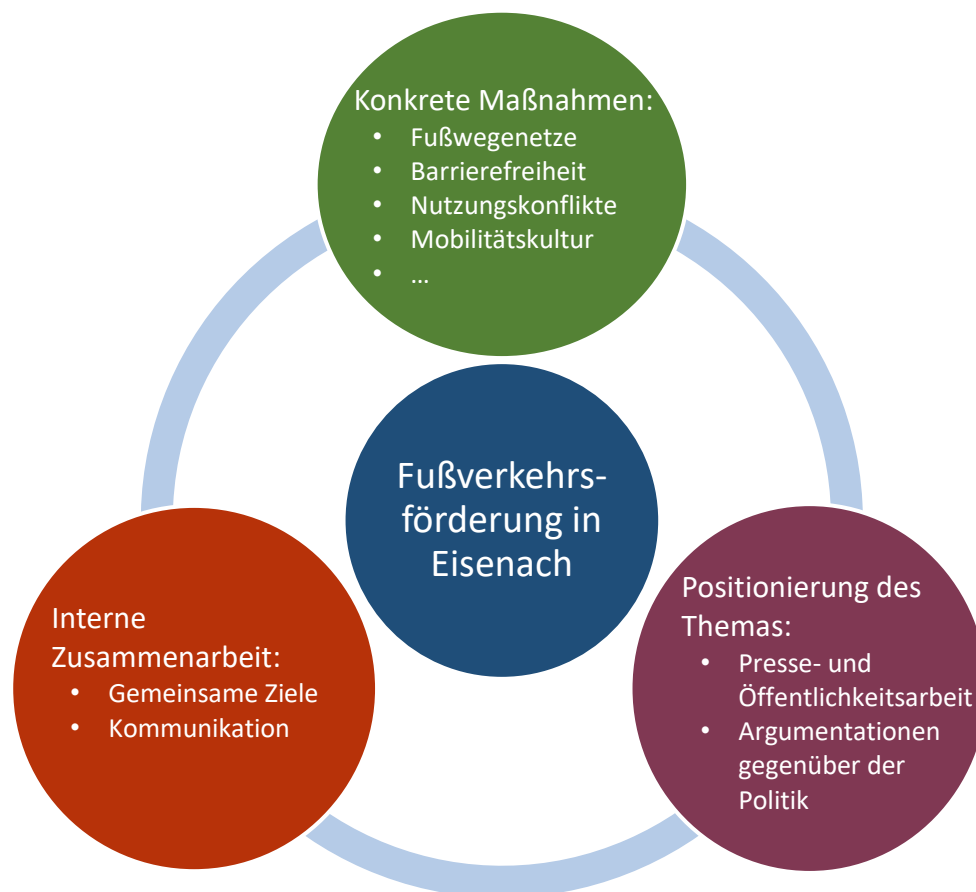 Konkrete Maßnahmen:
• Fußwegenetze
• Barrierefreiheit
• Nutzungskonflikte
• Mobilitätskultur
• …
Fußverkehrs-
förderung in
Eisenach
Interne
Zusammenarbeit:
• Gemeinsame Ziele
• Kommunikation
Positionierung des
Themas:
• Presse- und
Öffentlichkeitsarbeit
• Argumentationen
gegenüber der
Politik